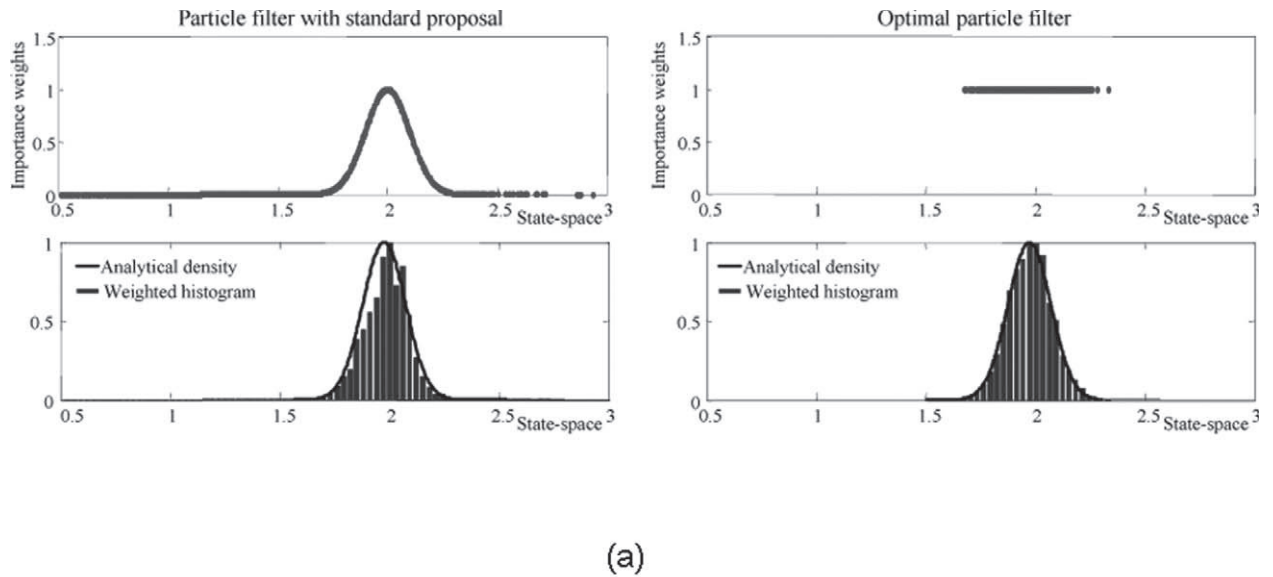 Particle filter with standard proposal
Importance weights
1.5
1
0.5
0
0.5
1
1.5
2
2.5
State-space
3
Analytical density
Weighted histogram
1
0.5
0
0.5
1
1.5
2
2.5
State-space
3
Optimal particle filter
Importance weights
1.5
1
0.5
0
0.5
1
1.5
2
2.5
State-space
3
Analytical density
Weighted histogram
1
0.5
0
0.5
1
1.5
2
2.5
State-space
3
(a)